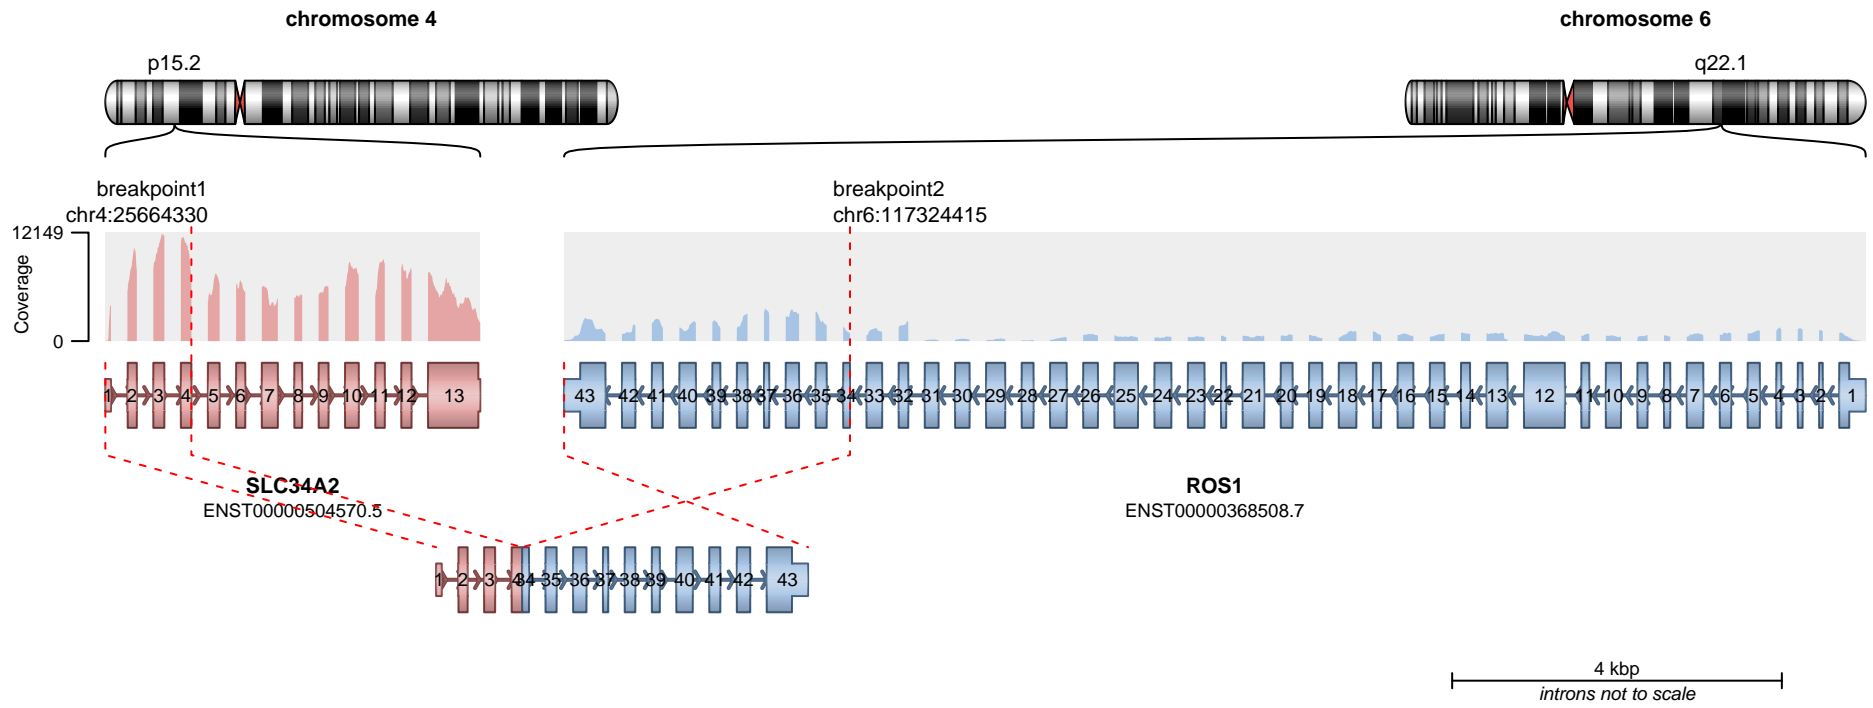 chromosome 4
chromosome 6
p15.2
q22.1
breakpoint1
chr4:25664330
breakpoint2
chr6:117324415
12149
Coverage
0
1 2 3 4 5 6 7 8 9 10 11 12 13
43 42 41 40 39 38 37 36 35 34 33 32 31 30 29 28 27 26 25 24 23 22 21 20 19 18 17 16 15 14 13 12 11 10 9 8 7 6 5 4 3 2 1
SLC34A2
ENST00000504570.5
ROS1
ENST00000368508.7
1 2 3 4 34 35 36 37 38 39 40 41 42 43
4 kbp
introns not to scale